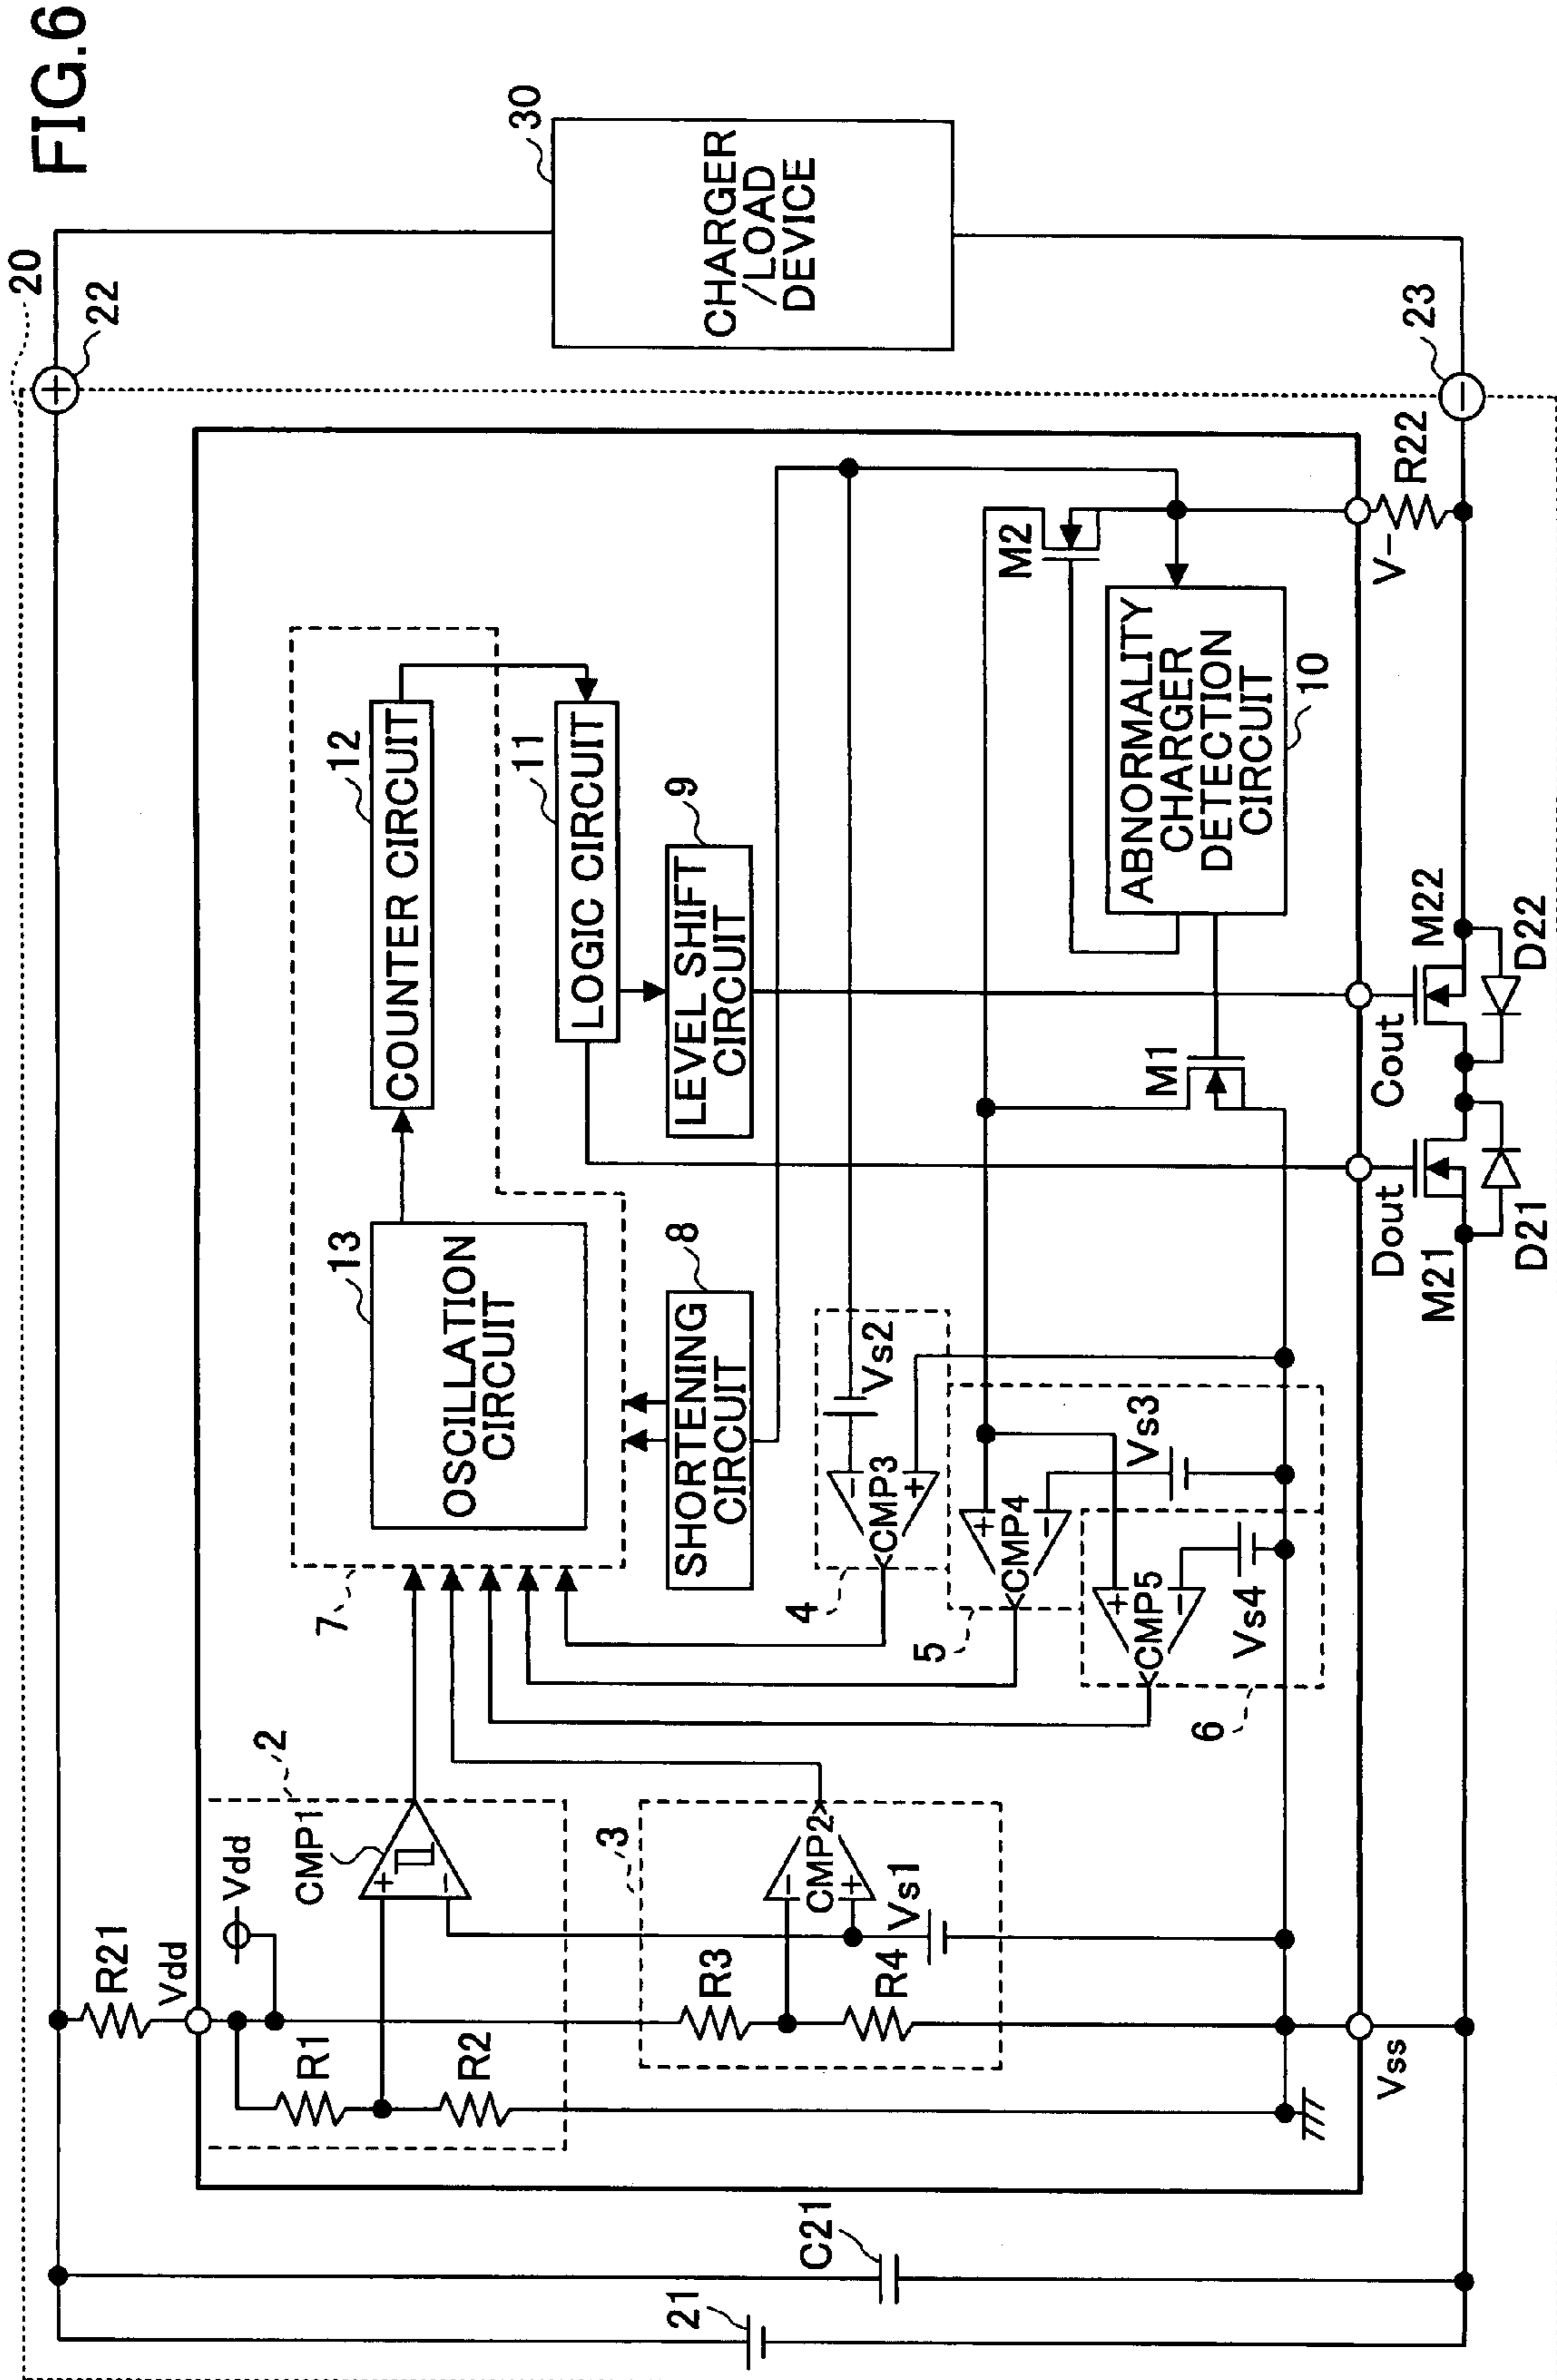 FIG.6
20
22
30
CHARGER
/LOAD
DEVICE
23
21
C21
R21
Vdd
Vdd
R1
R2
CMP1
+
−
2
3
R3
R4
CMP2
−
+
Vs1
Vss
7
13
OSCILLATION
CIRCUIT
12
COUNTER CIRCUIT
11
LOGIC CIRCUIT
8
SHORTENING
CIRCUIT
9
LEVEL SHIFT
CIRCUIT
4
CMP3
−
+
Vs2
5
CMP4
+
−
Vs3
6
CMP5
+
−
Vs4
M1
M2
ABNORMALITY
CHARGER
DETECTION
CIRCUIT
10
Dout
Cout
V−
R22
M21
M22
D21
D22
+
−